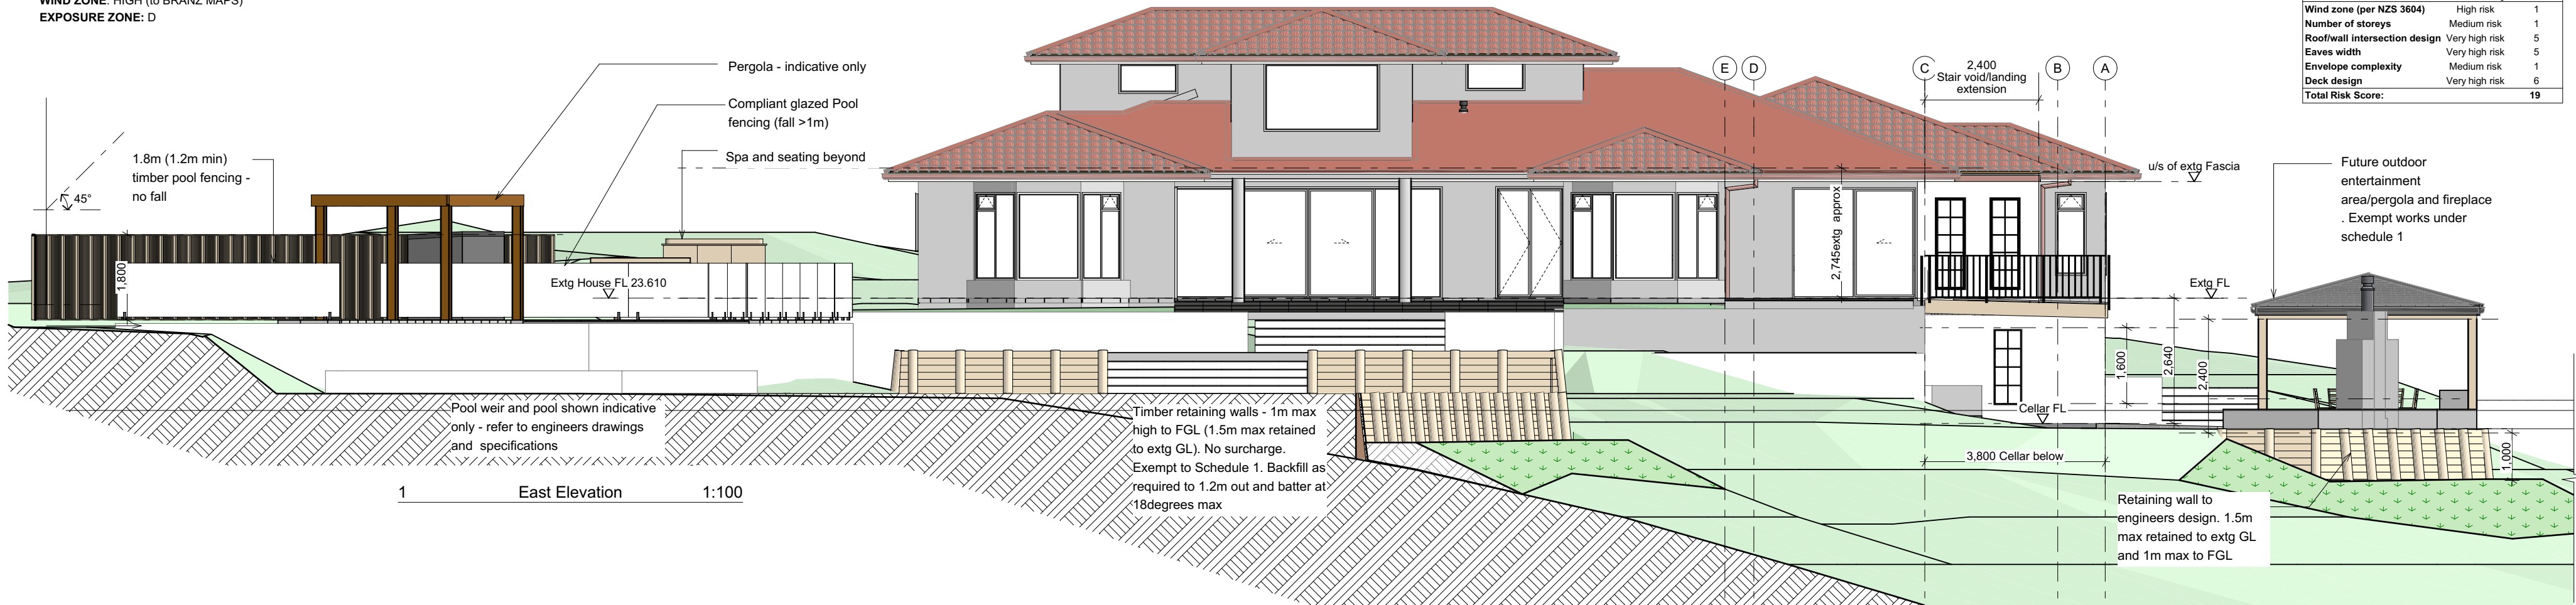 WIND ZONE: HIGH (to BRANZ MAPS)
EXPOSURE ZONE: D
Wind zone (per NZS 3604) High risk 1
Number of storeys Medium risk 1
Roof/wall intersection design Very high risk 5
Eaves width Very high risk 5
Envelope complexity Medium risk 1
Deck design Very high risk 6
Total Risk Score: 19
Pergola - indicative only
Compliant glazed Pool
fencing (fall >1m)
Spa and seating beyond
1.8m (1.2m min)
timber pool fencing -
no fall
45°
1,800
Extg House FL 23.610
E
D
C
B
A
2,400
Stair void/landing
extension
u/s of extg Fascia
2,745extg approx
Future outdoor
entertainment
area/pergola and fireplace
. Exempt works under
schedule 1
Extg FL
1,600
2,640
2,400
Cellar FL
3,800 Cellar below
1,000
Pool weir and pool shown indicative
only - refer to engineers drawings
and specifications
Timber retaining walls - 1m max
high to FGL (1.5m max retained
to extg GL). No surcharge.
Exempt to Schedule 1. Backfill as
required to 1.2m out and batter at
18degrees max
Retaining wall to
engineers design. 1.5m
max retained to extg GL
and 1m max to FGL
1 East Elevation 1:100